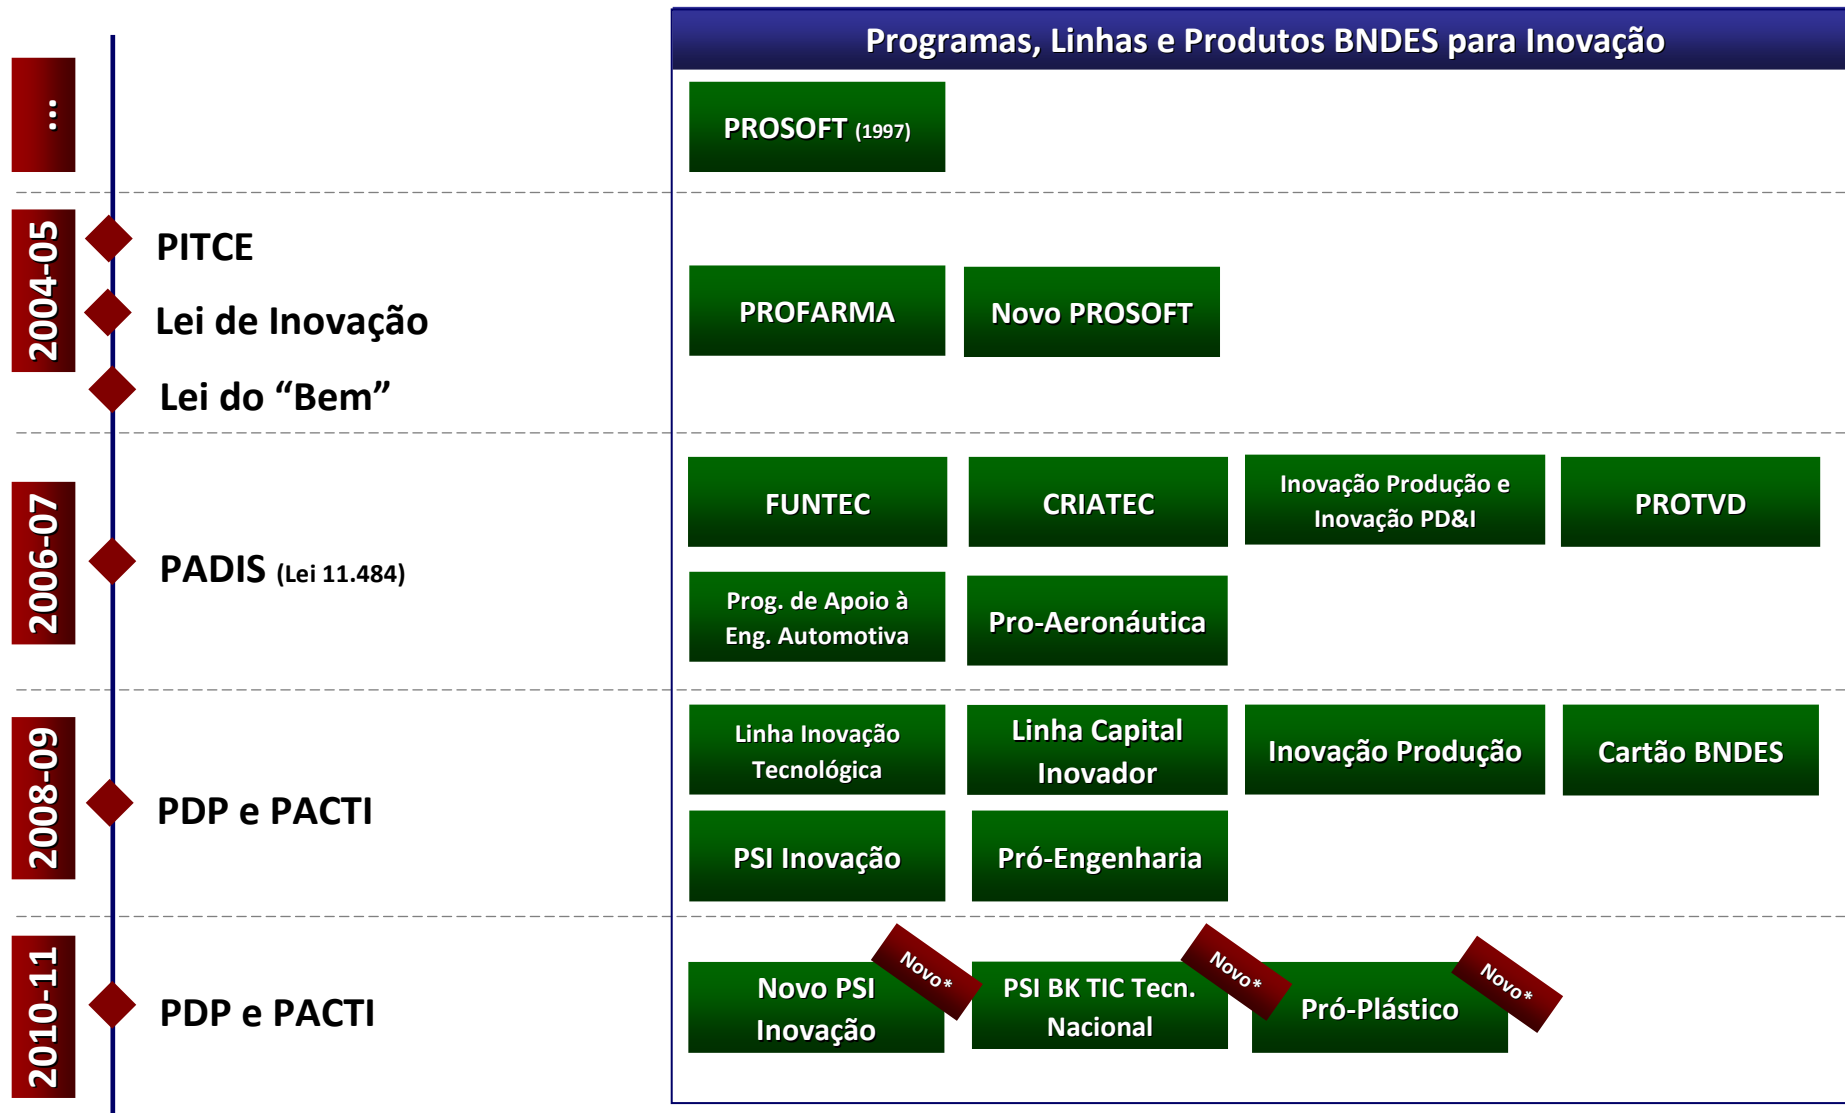 Programas, Linhas e Produtos BNDES para Inovação
...
PROSOFT (1997)
2004-05
PITCE
Lei de Inovação
Lei do “Bem”
PROFARMA
Novo PROSOFT
2006-07
PADIS (Lei 11.484)
FUNTEC
CRIATEC
Inovação Produção e
Inovação PD&I
PROTVD
Prog. de Apoio à
Eng. Automotiva
Pro-Aeronáutica
2008-09
PDP e PACTI
Linha Inovação
Tecnológica
Linha Capital
Inovador
Inovação Produção
Cartão BNDES
PSI Inovação
Pró-Engenharia
2010-11
PDP e PACTI
Novo PSI
Inovação
Novo*
PSI BK TIC Tecn.
Nacional
Novo*
Pró-Plástico
Novo*